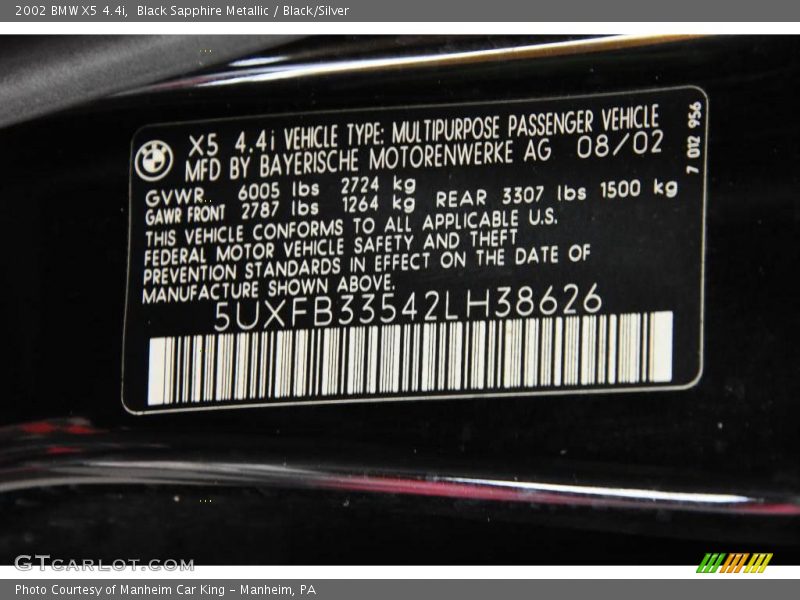 2002 BMW X5 4.4i, Black Sapphire Metallic / Black/Silver
BMW
X5 4.4i VEHICLE TYPE: MULTIPURPOSE PASSENGER VEHICLE
MFD BY BAYERISCHE MOTORENWERKE AG 08/02
7 012 956
GVWR 6005 lbs 2724 kg
GAWR FRONT 2787 lbs 1264 kg REAR 3307 lbs 1500 kg
THIS VEHICLE CONFORMS TO ALL APPLICABLE U.S.
FEDERAL MOTOR VEHICLE SAFETY AND THEFT
PREVENTION STANDARDS IN EFFECT ON THE DATE OF
MANUFACTURE SHOWN ABOVE.
5UXFB33542LH38626
GTCARLOT.COM
Photo Courtesy of Manheim Car King - Manheim, PA